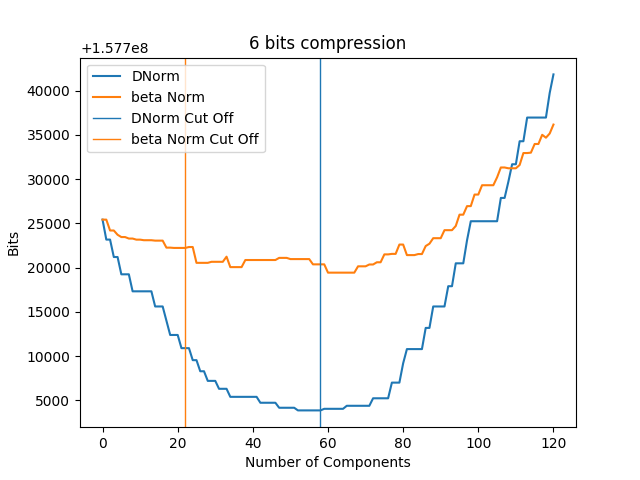 6 bits compression
+1.577e8
DNorm
beta Norm
DNorm Cut Off
beta Norm Cut Off
40000
35000
30000
25000
20000
15000
10000
5000
Bits
0 20 40 60 80 100 120
Number of Components